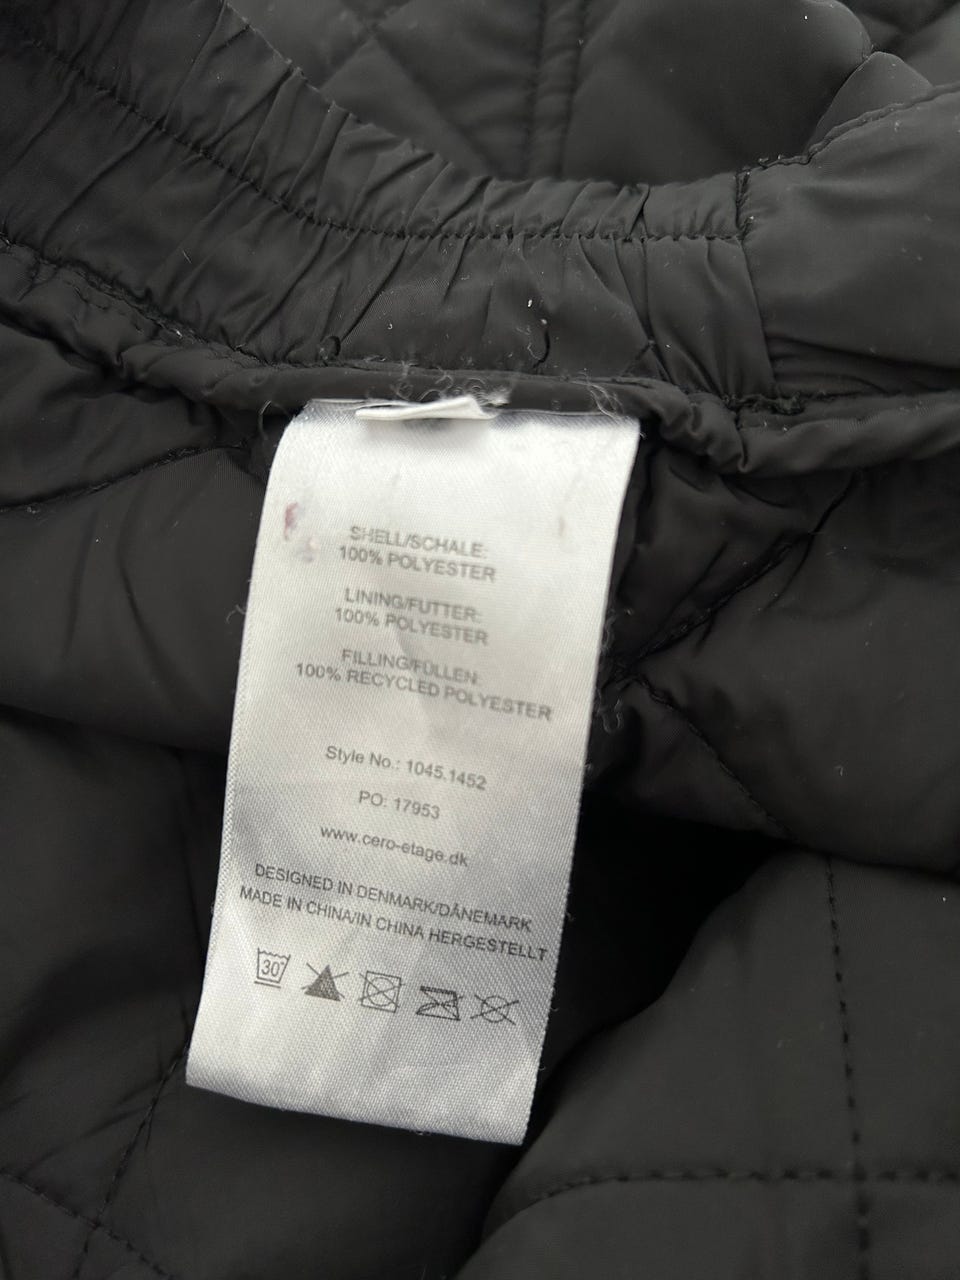 SHELL/SCHALE:
100% POLYESTER
LINING/FUTTER:
100% POLYESTER
FILLING/FÜLLEN:
100% RECYCLED POLYESTER
Style No.: 1045.1452
PO: 17953
www.cero-etage.dk
DESIGNED IN DENMARK/DÄNEMARK
MADE IN CHINA/IN CHINA HERGESTELLT
30°